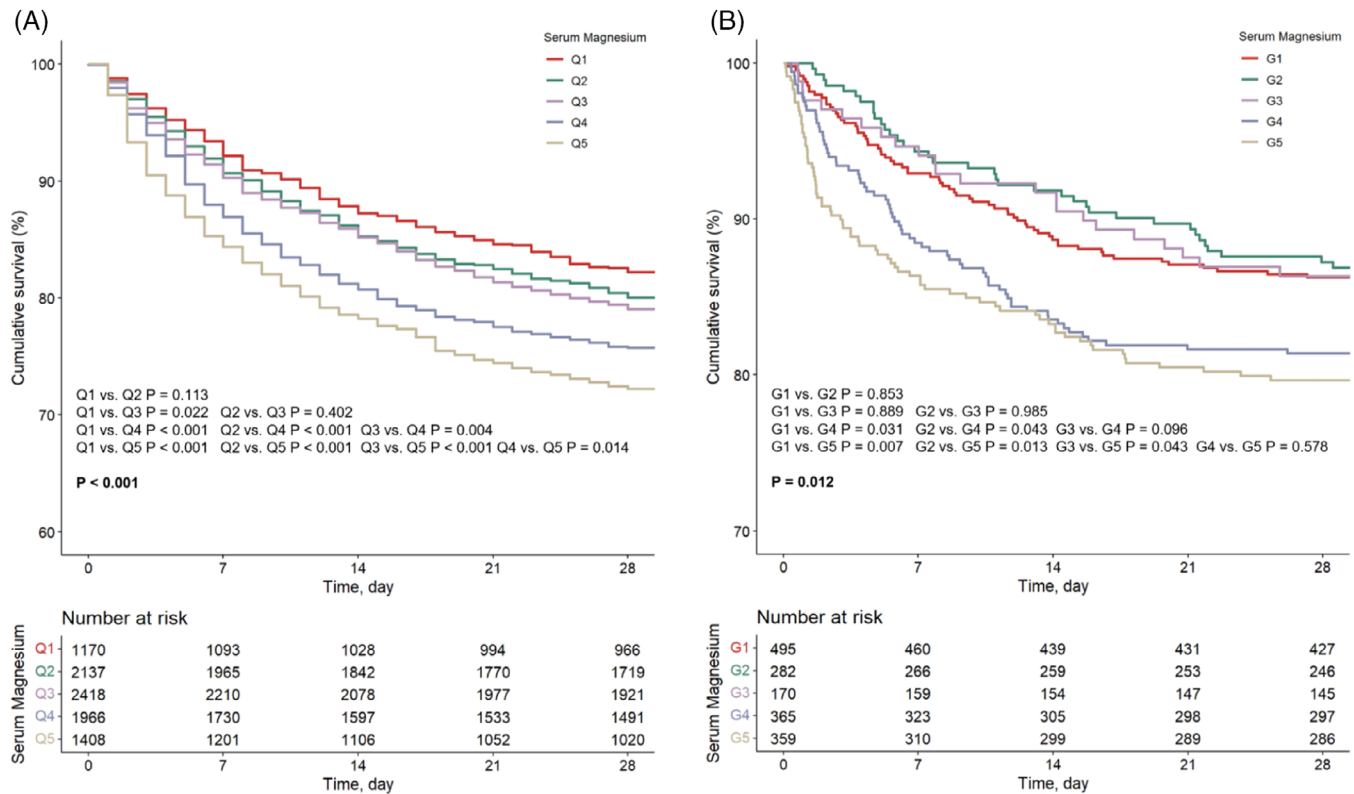 (A)
Serum Magnesium
Q1
Q2
Q3
Q4
Q5
100
90
80
70
60
Cumulative survival (%)
Q1 vs. Q2 P = 0.113
Q1 vs. Q3 P = 0.022 Q2 vs. Q3 P = 0.402
Q1 vs. Q4 P < 0.001 Q2 vs. Q4 P < 0.001 Q3 vs. Q4 P = 0.004
Q1 vs. Q5 P < 0.001 Q2 vs. Q5 P < 0.001 Q3 vs. Q5 P < 0.001 Q4 vs. Q5 P = 0.014
P < 0.001
0 7 14 21 28
Time, day
Number at risk
Serum Magnesium
Q1 1170 1093 1028 994 966
Q2 2137 1965 1842 1770 1719
Q3 2418 2210 2078 1977 1921
Q4 1966 1730 1597 1533 1491
Q5 1408 1201 1106 1052 1020
0 7 14 21 28
Time, day
(B)
Serum Magnesium
G1
G2
G3
G4
G5
100
90
80
70
Cumulative survival (%)
G1 vs. G2 P = 0.853
G1 vs. G3 P = 0.889 G2 vs. G3 P = 0.985
G1 vs. G4 P = 0.031 G2 vs. G4 P = 0.043 G3 vs. G4 P = 0.096
G1 vs. G5 P = 0.007 G2 vs. G5 P = 0.013 G3 vs. G5 P = 0.043 G4 vs. G5 P = 0.578
P = 0.012
0 7 14 21 28
Time, day
Number at risk
Serum Magnesium
G1 495 460 439 431 427
G2 282 266 259 253 246
G3 170 159 154 147 145
G4 365 323 305 298 297
G5 359 310 299 289 286
0 7 14 21 28
Time, day